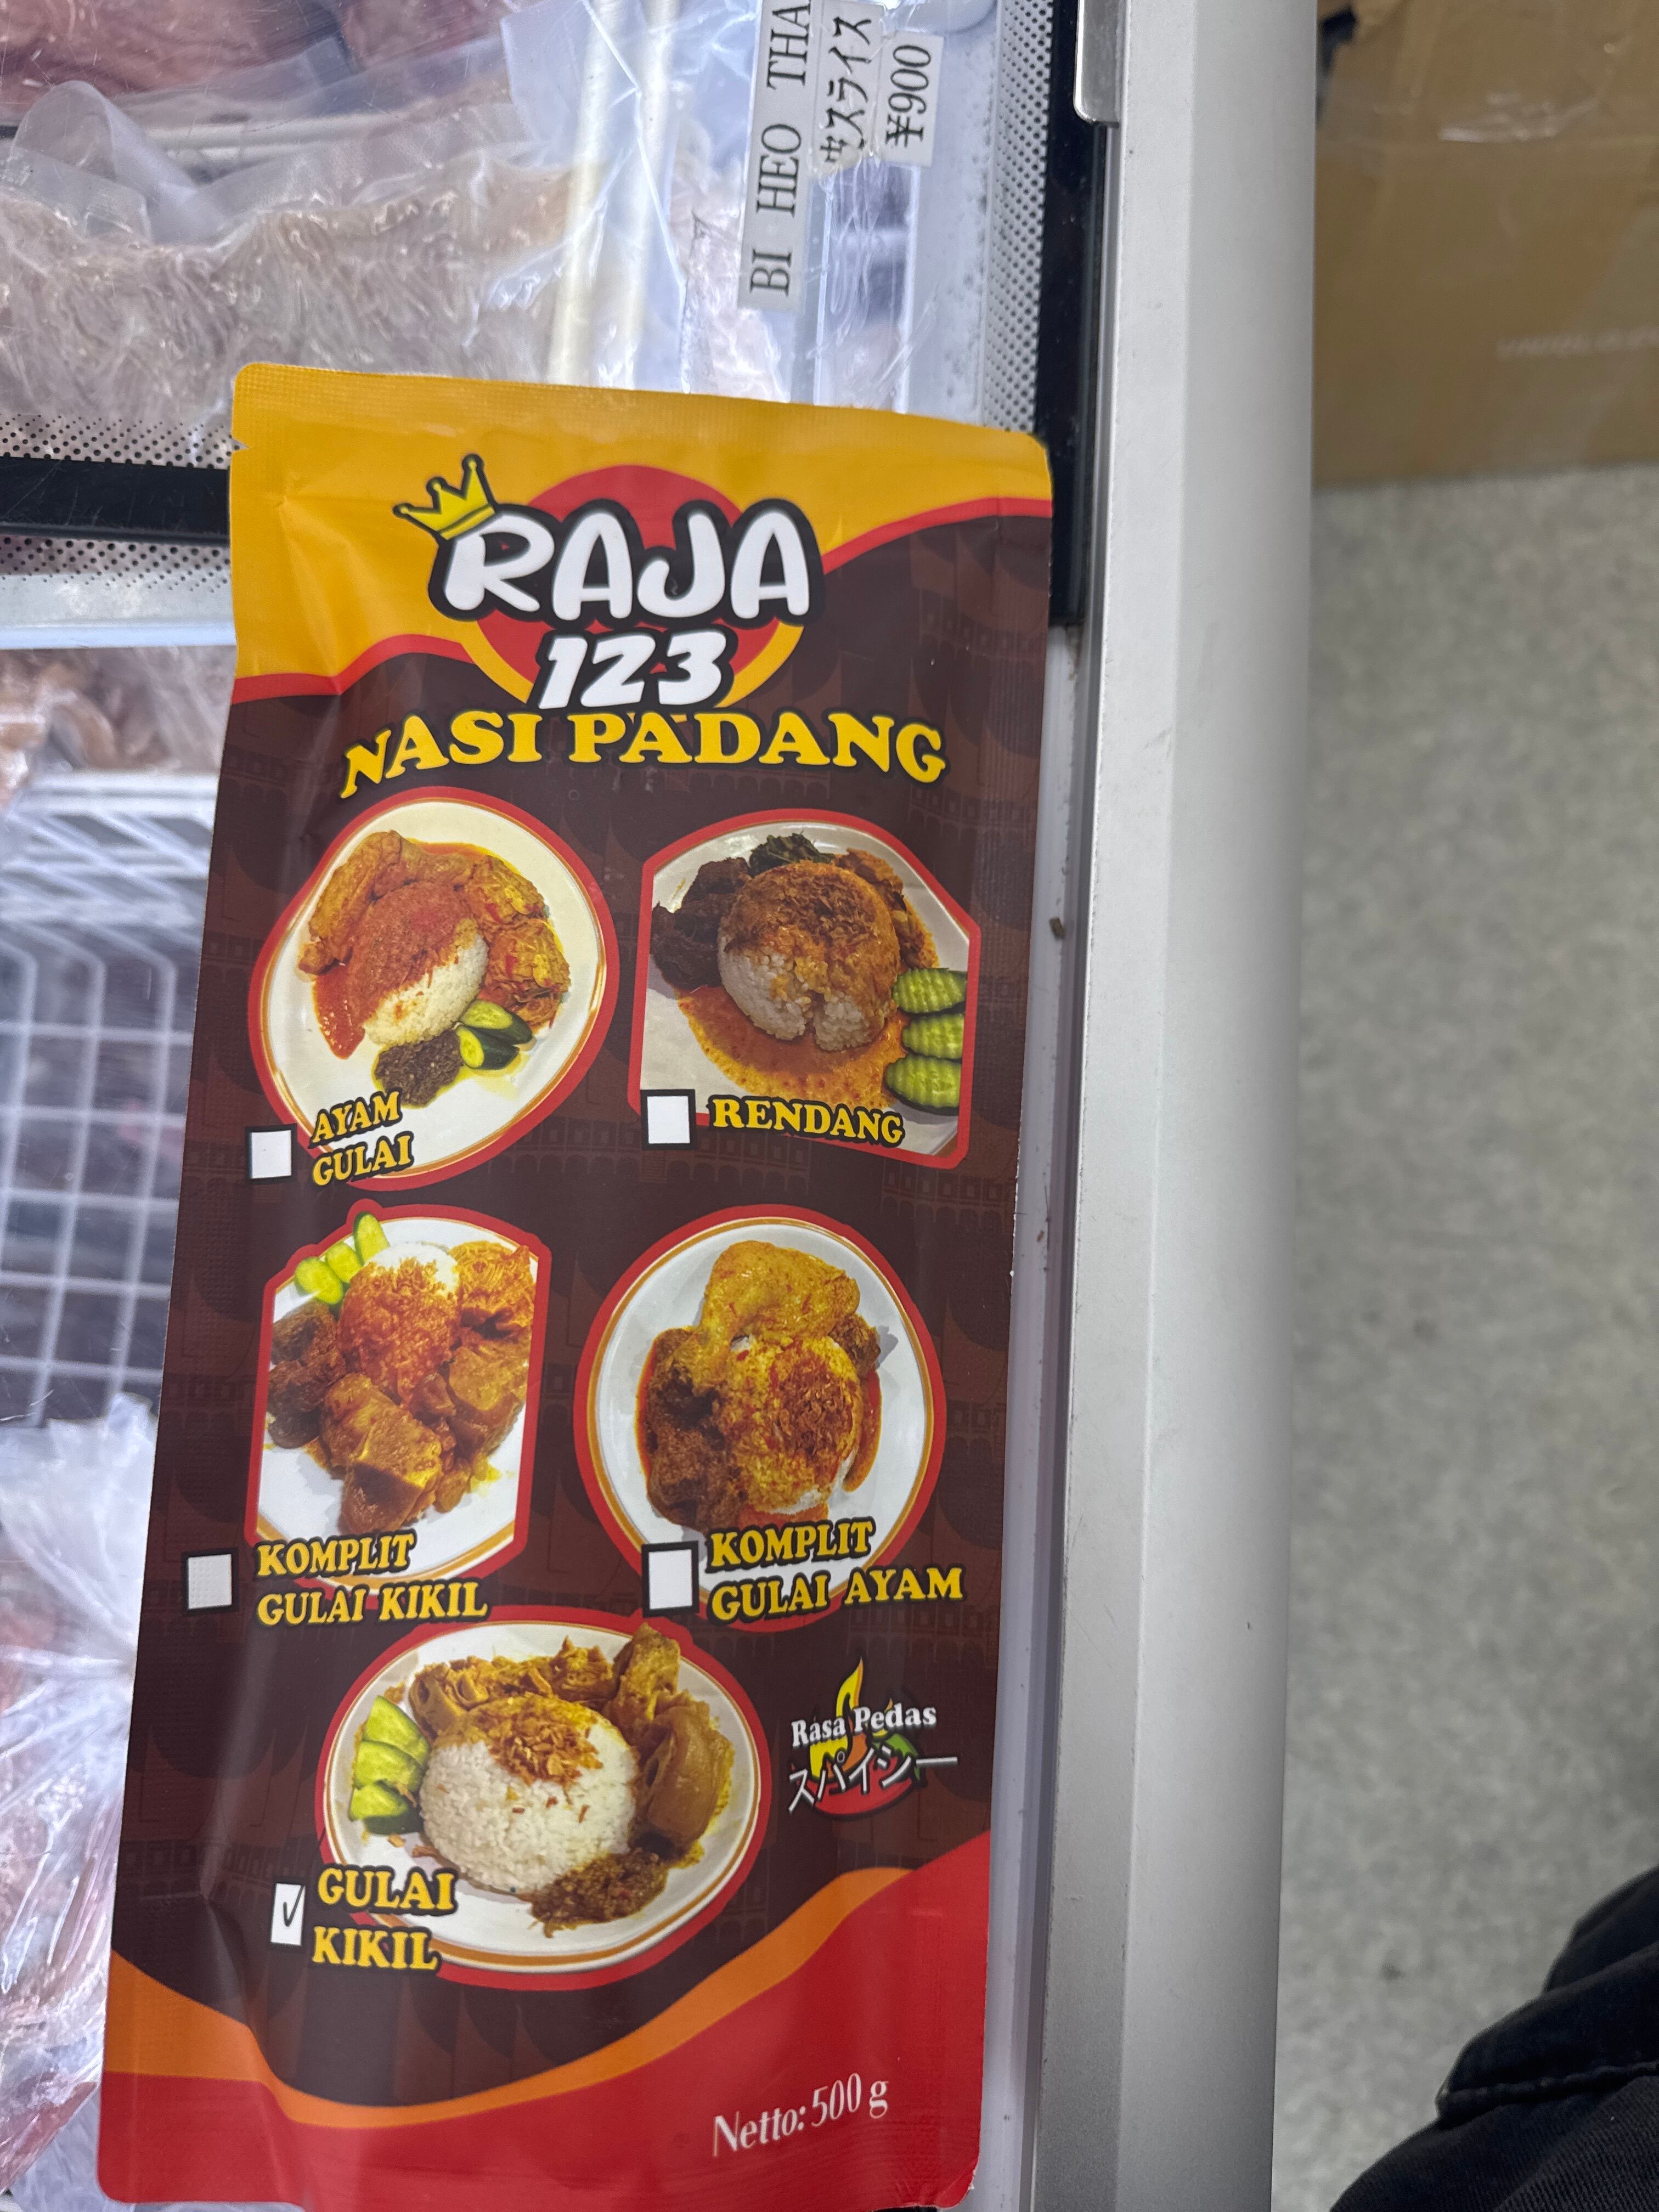 BI HEO THA
スライス
¥900
RAJA
123
NASI PADANG
AYAM
GULAI
RENDANG
KOMPLIT
GULAI KIKIL
KOMPLIT
GULAI AYAM
Rasa Pedas
スパイシー
GULAI
KIKIL
Netto: 500 g